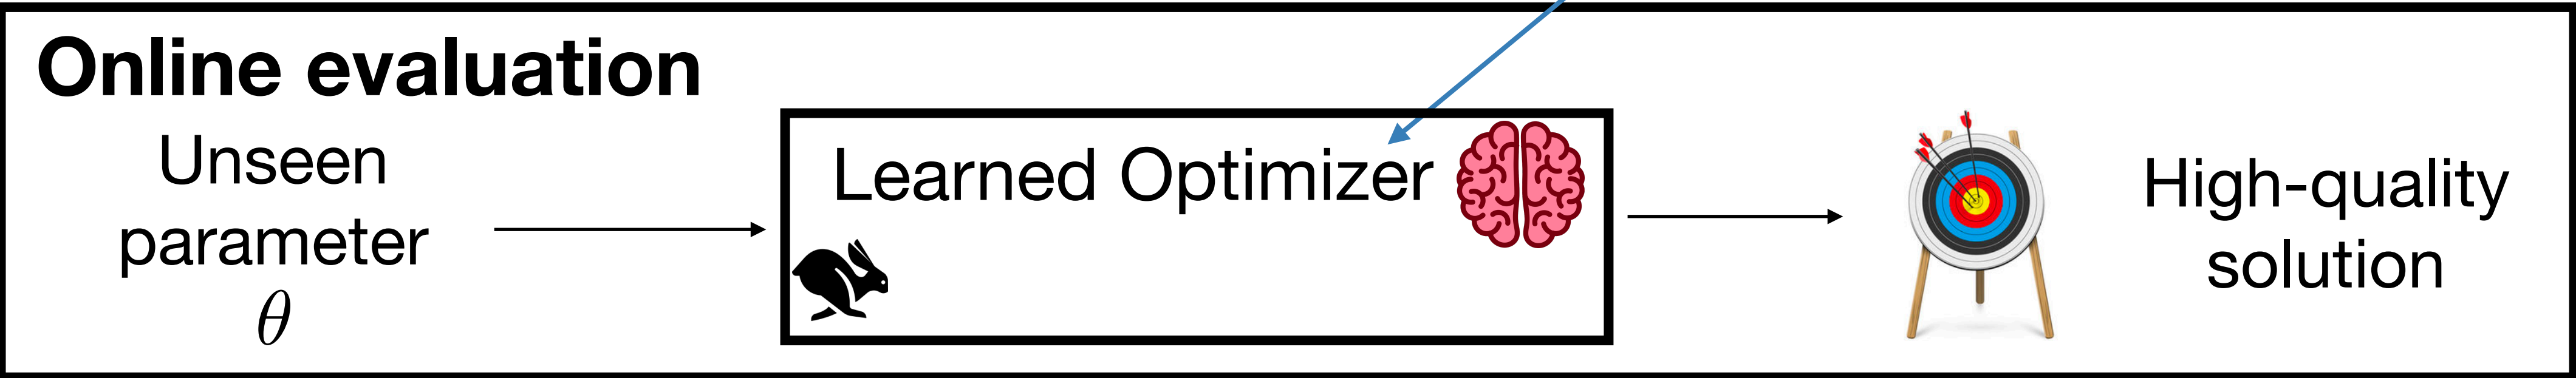 Online evaluation
Unseen
parameter
θ
Learned Optimizer
High-quality
solution